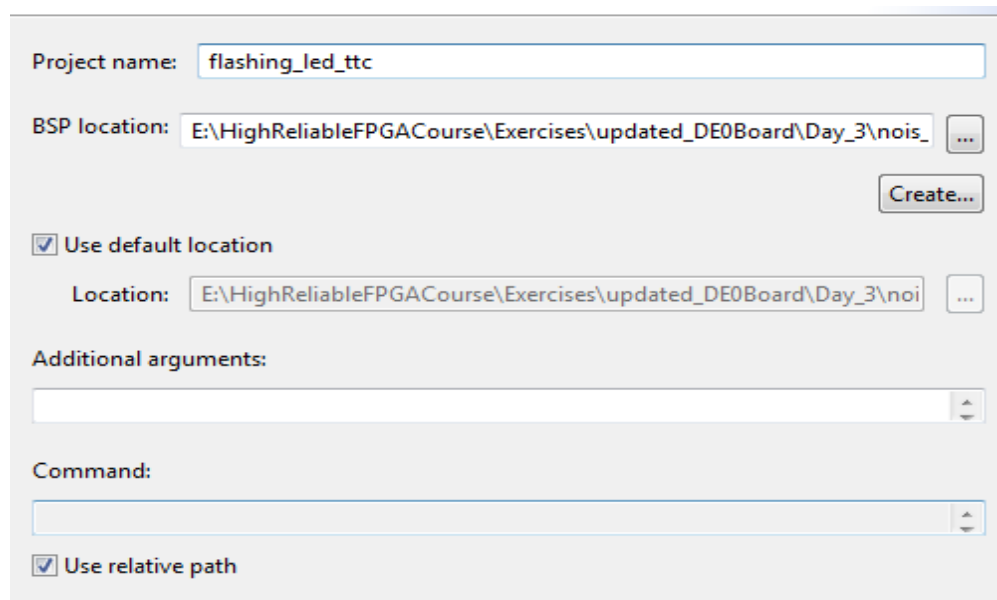 Project name: flashing_led_ttc
BSP location: E:\HighReliableFPGACourse\Exercises\updated_DE0Board\Day_3\nois_ ...
Create...
Use default location
Location: E:\HighReliableFPGACourse\Exercises\updated_DE0Board\Day_3\noi ...
Additional arguments:
Command:
Use relative path